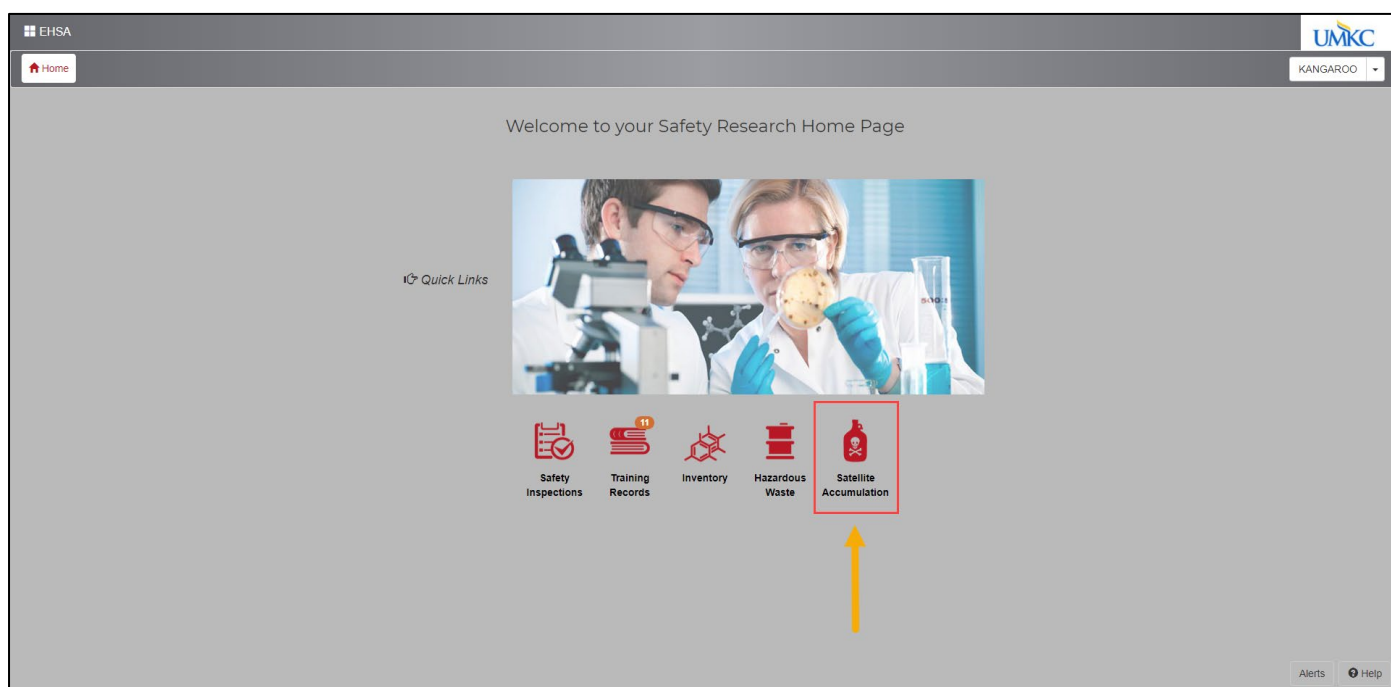 EHSA
UMKC
Home
KANGAROO
Welcome to your Safety Research Home Page
Quick Links
500
11
Safety
Inspections
Training
Records
Inventory
Hazardous
Waste
Satellite
Accumulation
Alerts
Help